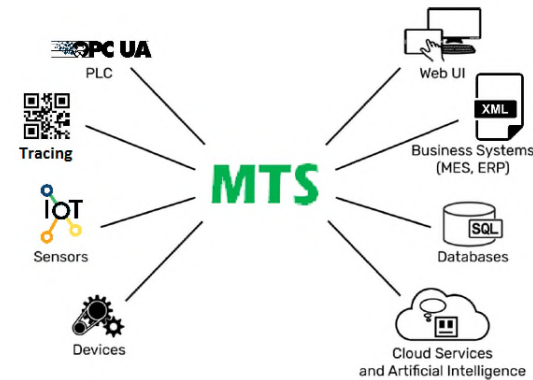 OPC UA
PLC
Web UI
Tracing
XML
Business Systems
(MES, ERP)
MTS
IoT
Sensors
SQL
Databases
Devices
Cloud Services
and Artificial Intelligence